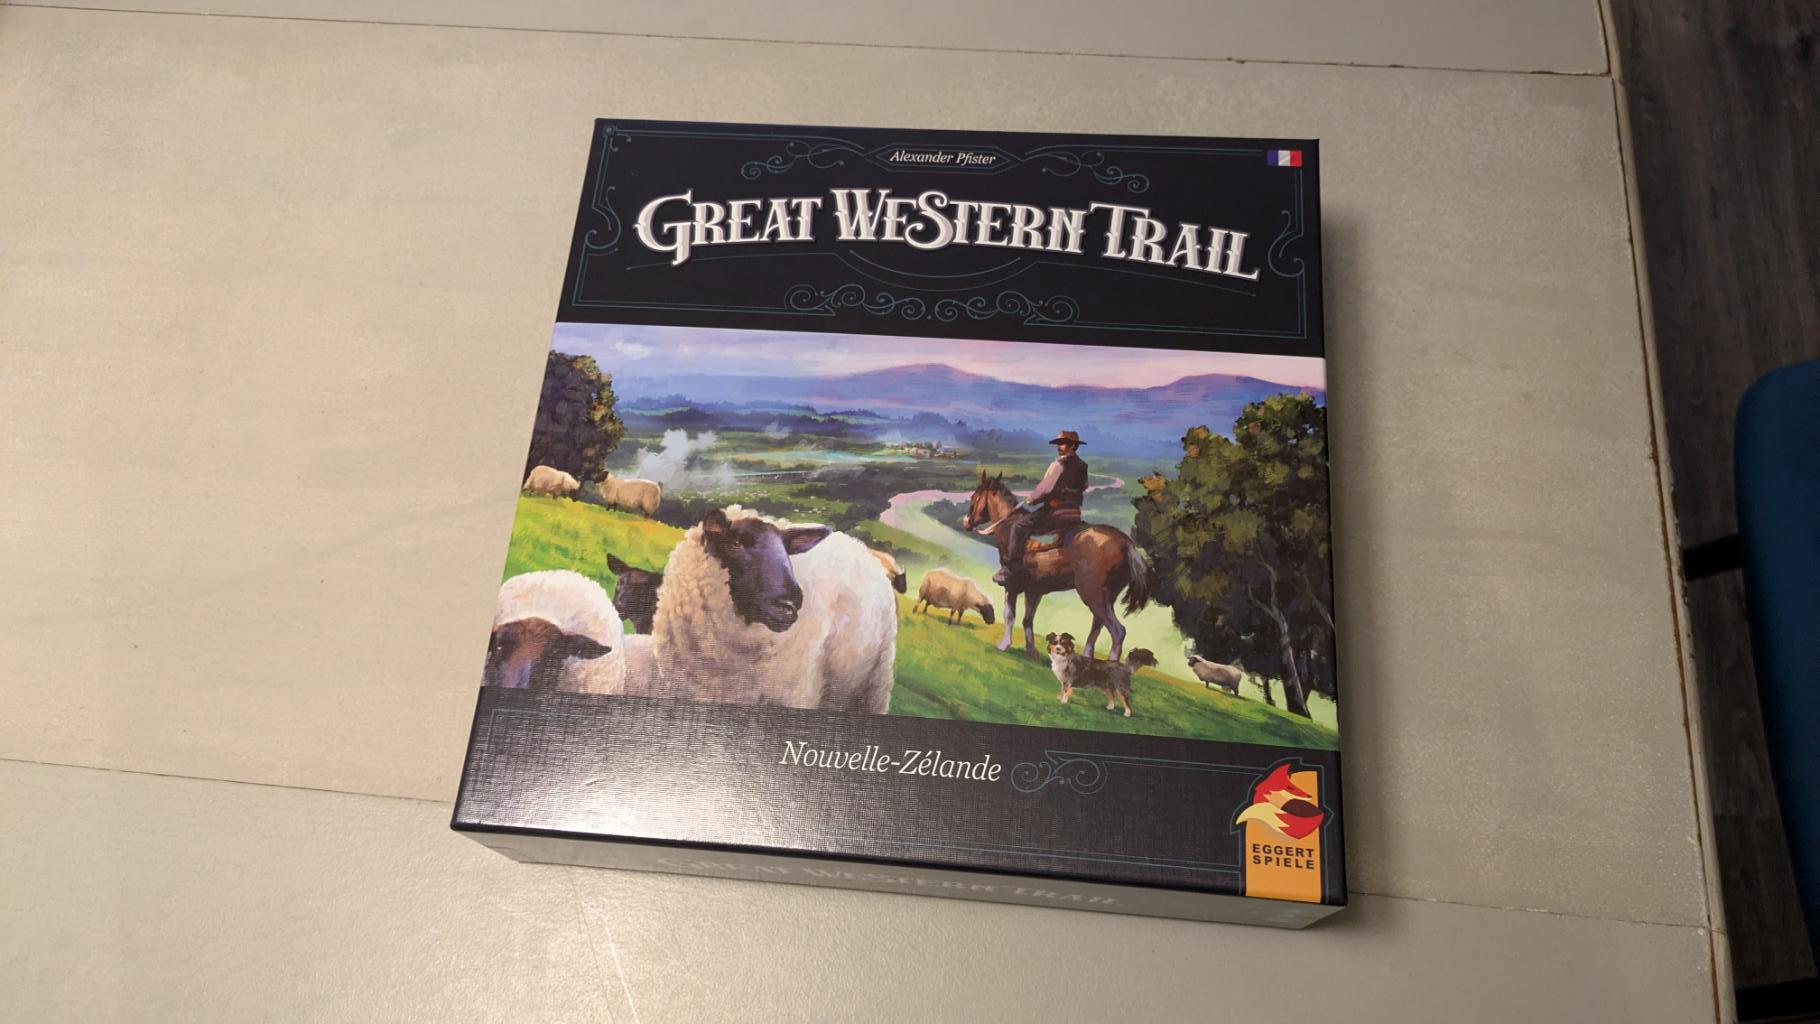 Alexander Pfister
GREAT WESTERN TRAIL
Nouvelle-Zélande
EGGERT
SPIELE
GREAT WESTERN TRAIL